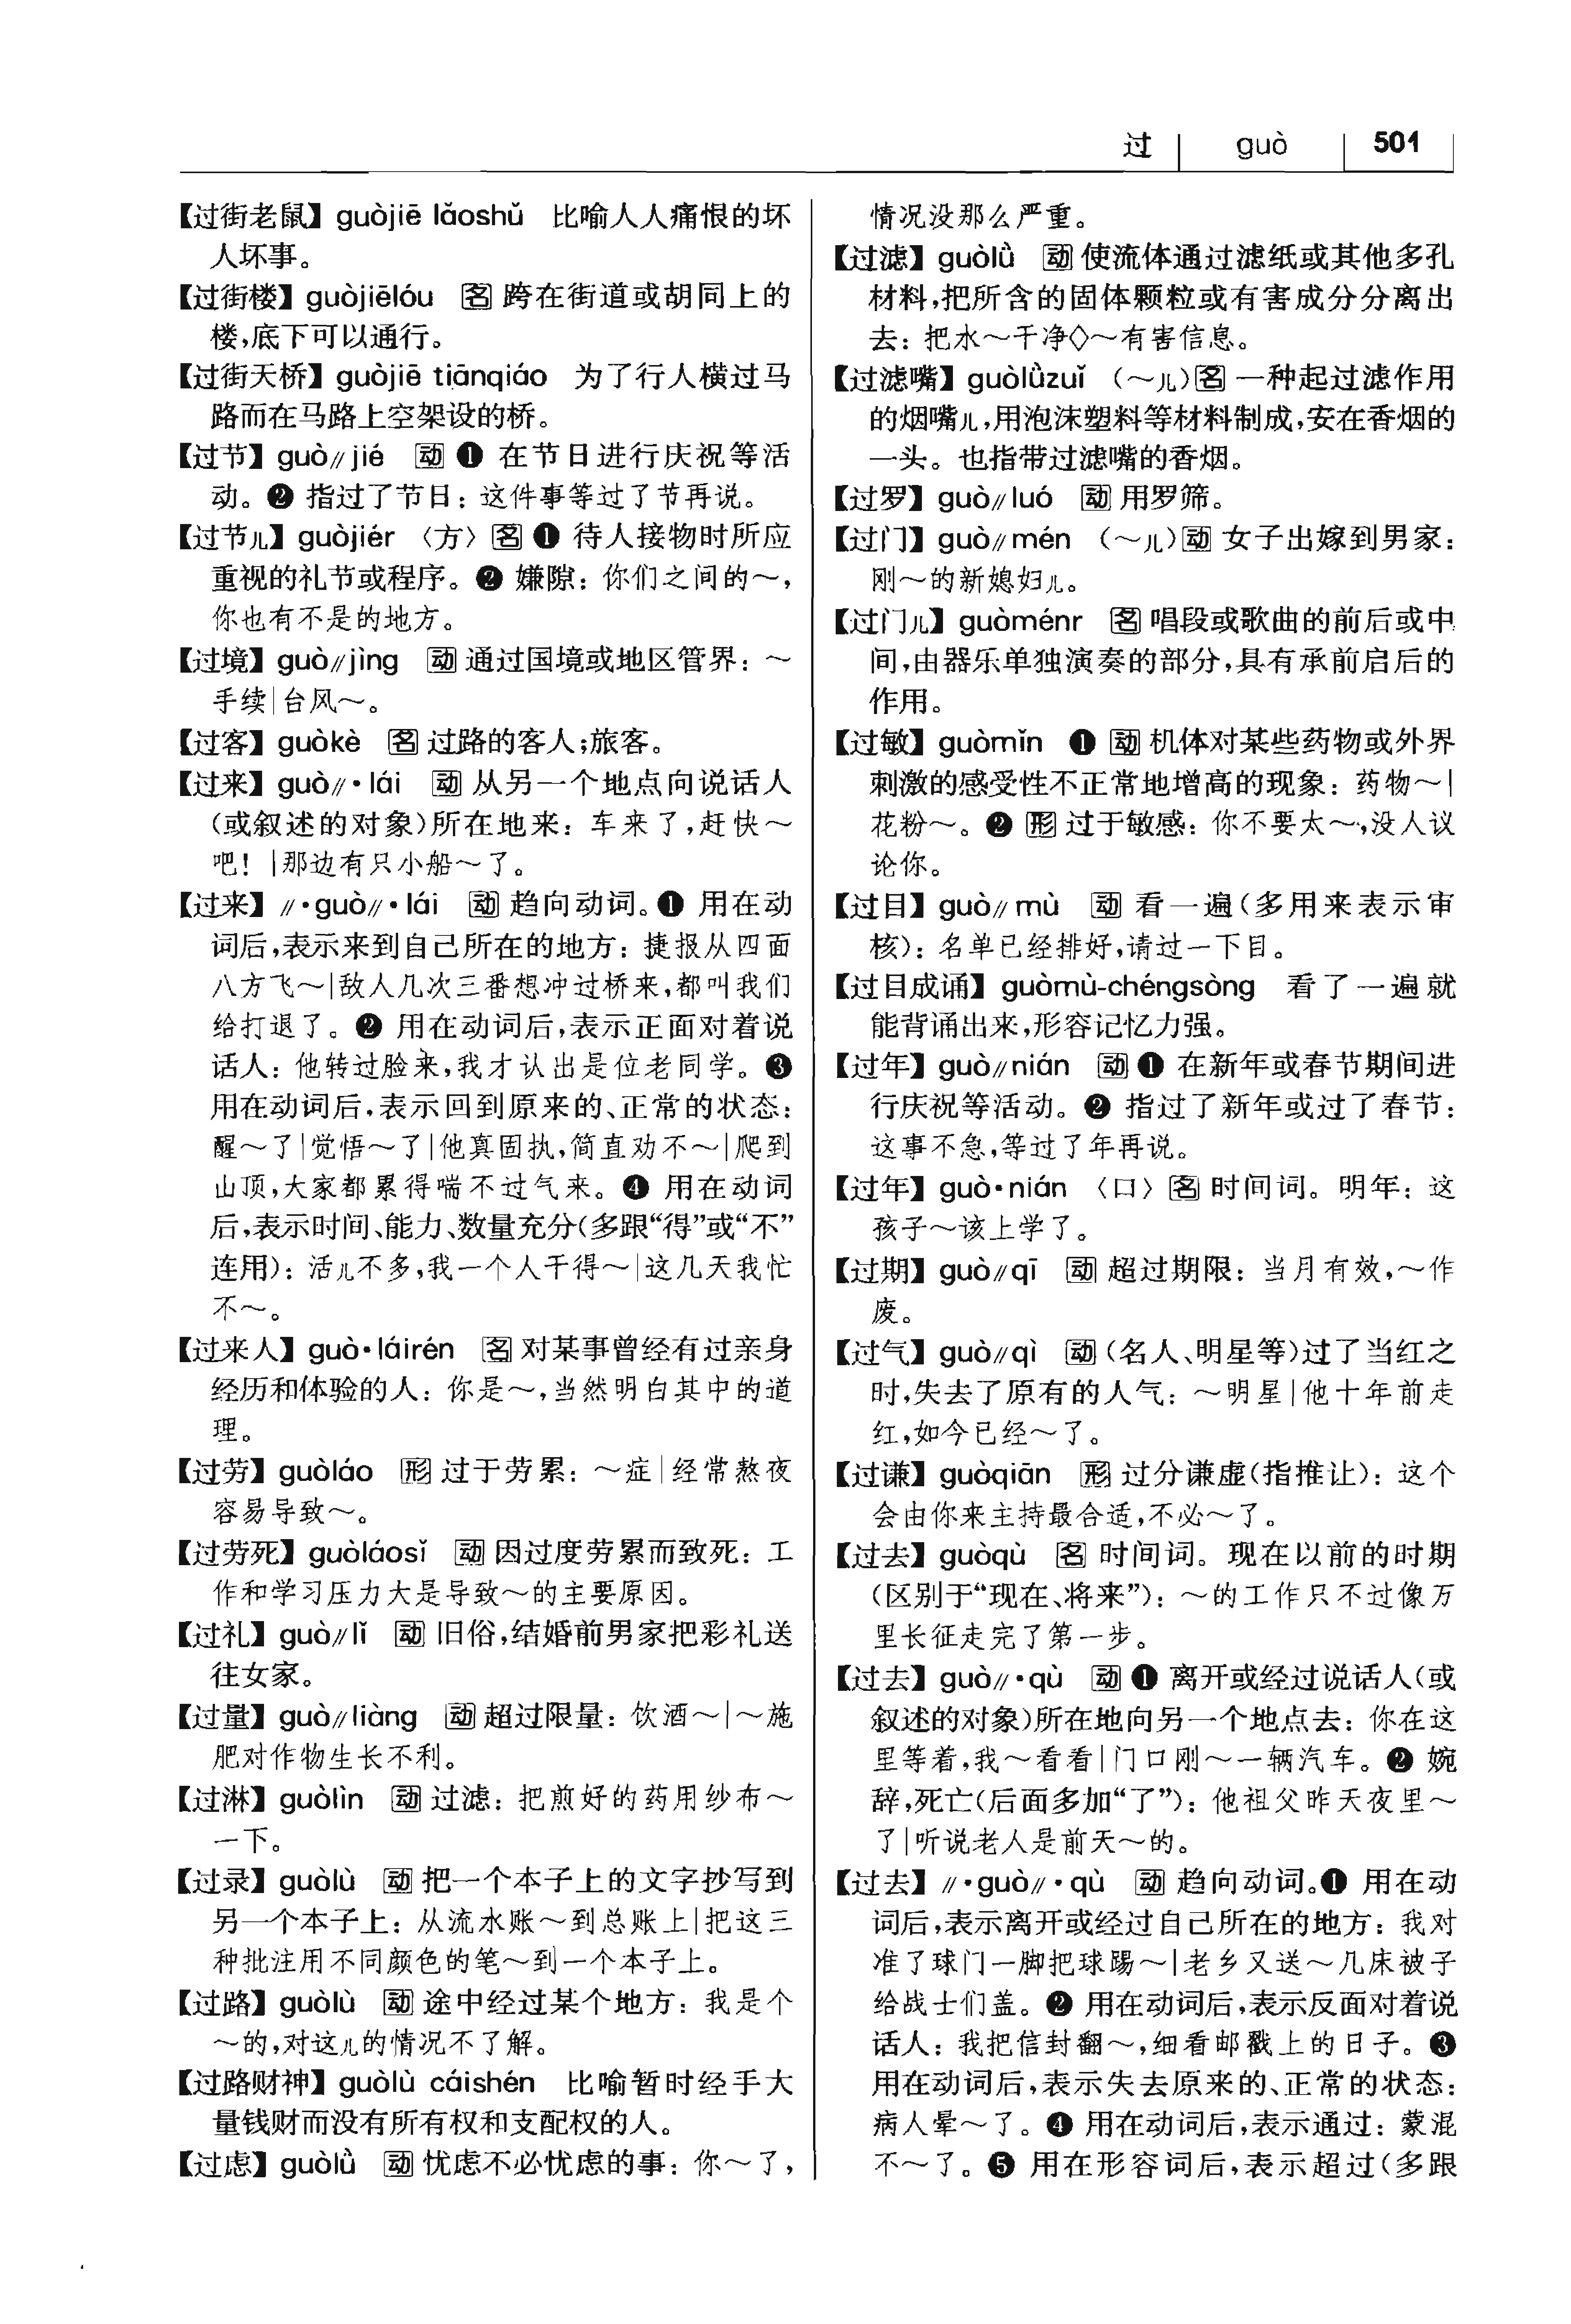 过 guò 501
【过街老鼠】 guòjiē lǎoshǔ 比喻人人痛恨的坏
人坏事。
【过街楼】 guòjiēlóu 名 跨在街道或胡同上的
楼,底下可以通行。
【过街天桥】 guòjiē tiānqiáo 为了行人横过马
路而在马路上空架设的桥。
【过节】 guò∥jié 动 ❶ 在节日进行庆祝等活
动。❷ 指过了节日：这件事等过了节再说。
【过节儿】 guòjiér 〈方〉 名 ❶ 待人接物时所应
重视的礼节或程序。❷ 嫌隙：你们之间的～,
你也有不是的地方。
【过境】 guò∥jìng 动 通过国境或地区管界：～
手续|台风～。
【过客】 guòkè 名 过路的客人;旅客。
【过来】 guò∥·lái 动 从另一个地点向说话人
(或叙述的对象)所在地来：车来了,赶快～
吧！|那边有只小船～了。
【过来】 ∥·guò∥·lái 动 趋向动词。❶ 用在动
词后,表示来到自己所在的地方：捷报从四面
八方飞～|敌人几次三番想冲过桥来,都叫我们
给打退了。❷ 用在动词后,表示正面对着说
话人：他转过脸来,我才认出是位老同学。❸
用在动词后,表示回到原来的、正常的状态：
醒～了|觉悟～了|他真固执,简直劝不～|爬到
山顶,大家都累得喘不过气来。❹ 用在动词
后,表示时间、能力、数量充分(多跟“得”或“不”
连用)：活儿不多,我一个人干得～|这几天我忙
不～。
【过来人】 guò·láirén 名 对某事曾经有过亲身
经历和体验的人：你是～,当然明白其中的道
理。
【过劳】 guòláo 形 过于劳累：～症|经常熬夜
容易导致～。
【过劳死】 guòláosǐ 动 因过度劳累而致死：工
作和学习压力大是导致～的主要原因。
【过礼】 guò∥lǐ 动 旧俗,结婚前男家把彩礼送
往女家。
【过量】 guò∥liàng 动 超过限量：饮酒～|～施
肥对作物生长不利。
【过淋】 guòlìn 动 过滤：把煎好的药用纱布～
一下。
【过录】 guòlù 动 把一个本子上的文字抄写到
另一个本子上：从流水账～到总账上|把这三
种批注用不同颜色的笔～到一个本子上。
【过路】 guòlù 动 途中经过某个地方：我是个
～的,对这儿的情况不了解。
【过路财神】 guòlù cáishén 比喻暂时经手大
量钱财而没有所有权和支配权的人。
【过虑】 guòlǜ 动 忧虑不必忧虑的事：你～了,
情况没那么严重。
【过滤】 guòlǜ 动 使流体通过滤纸或其他多孔
材料,把所含的固体颗粒或有害成分分离出
去：把水～干净◇～有害信息。
【过滤嘴】 guòlǜzuǐ (～儿)名 一种起过滤作用
的烟嘴儿,用泡沫塑料等材料制成,安在香烟的
一头。也指带过滤嘴的香烟。
【过罗】 guò∥luó 动 用罗筛。
【过门】 guò∥mén (～儿)动 女子出嫁到男家：
刚～的新媳妇儿。
【过门儿】 guòménr 名 唱段或歌曲的前后或中
间,由器乐单独演奏的部分,具有承前启后的
作用。
【过敏】 guòmǐn ❶ 动 机体对某些药物或外界
刺激的感受性不正常地增高的现象：药物～|
花粉～。❷ 形 过于敏感：你不要太～,没人议
论你。
【过目】 guò∥mù 动 看一遍(多用来表示审
核)：名单已经排好,请过一下目。
【过目成诵】 guòmù-chéngsòng 看了一遍就
能背诵出来,形容记忆力强。
【过年】 guò∥nián 动 ❶ 在新年或春节期间进
行庆祝等活动。❷ 指过了新年或过了春节：
这事不急,等过了年再说。
【过年】 guò·nián 〈口〉 名 时间词。明年：这
孩子～该上学了。
【过期】 guò∥qī 动 超过期限：当月有效,～作
废。
【过气】 guò∥qì 动 (名人、明星等)过了当红之
时,失去了原有的人气：～明星|他十年前走
红,如今已经～了。
【过谦】 guòqiān 形 过分谦虚(指推让)：这个
会由你来主持最合适,不必～了。
【过去】 guòqù 名 时间词。现在以前的时期
(区别于“现在、将来”)：～的工作只不过像万
里长征走完了第一步。
【过去】 guò∥·qù 动 ❶ 离开或经过说话人(或
叙述的对象)所在地向另一个地点去：你在这
里等着,我～看看|门口刚～一辆汽车。❷ 婉
辞,死亡(后面多加“了”)：他祖父昨天夜里～
了|听说老人是前天～的。
【过去】 ∥·guò∥·qù 动 趋向动词。❶ 用在动
词后,表示离开或经过自己所在的地方：我对
准了球门一脚把球踢～|老乡又送～几床被子
给战士们盖。❷ 用在动词后,表示反面对着说
话人：我把信封翻～,细看邮戳上的日子。❸
用在动词后,表示失去原来的、正常的状态：
病人晕～了。❹ 用在动词后,表示通过：蒙混
不～了。❺ 用在形容词后,表示超过(多跟